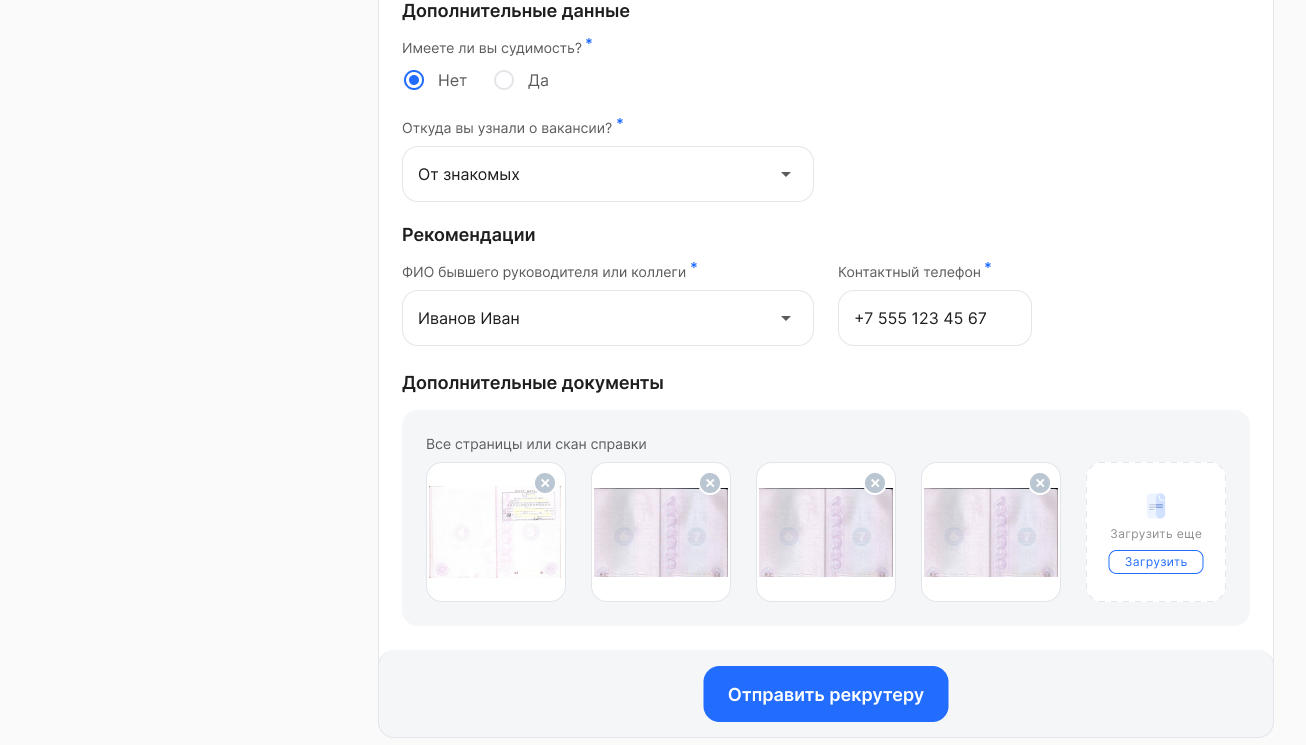 Дополнительные данные
Имеете ли вы судимость? *
Нет Да
Откуда вы узнали о вакансии? *
От знакомых
Рекомендации
ФИО бывшего руководителя или коллеги * Контактный телефон *
Иванов Иван +7 555 123 45 67
Дополнительные документы
Все страницы или скан справки
Загрузить еще
Загрузить
Отправить рекрутеру